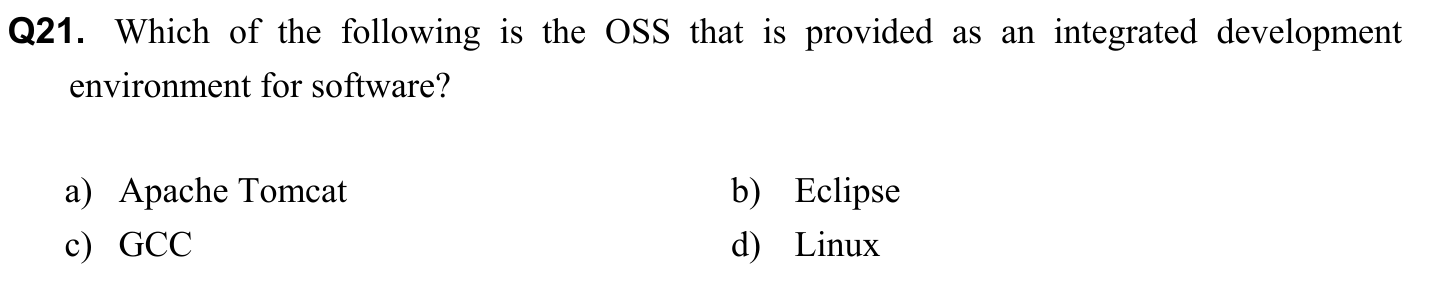 Q21. Which of the following is the OSS that is provided as an integrated development
environment for software?
a) Apache Tomcat b) Eclipse
c) GCC d) Linux